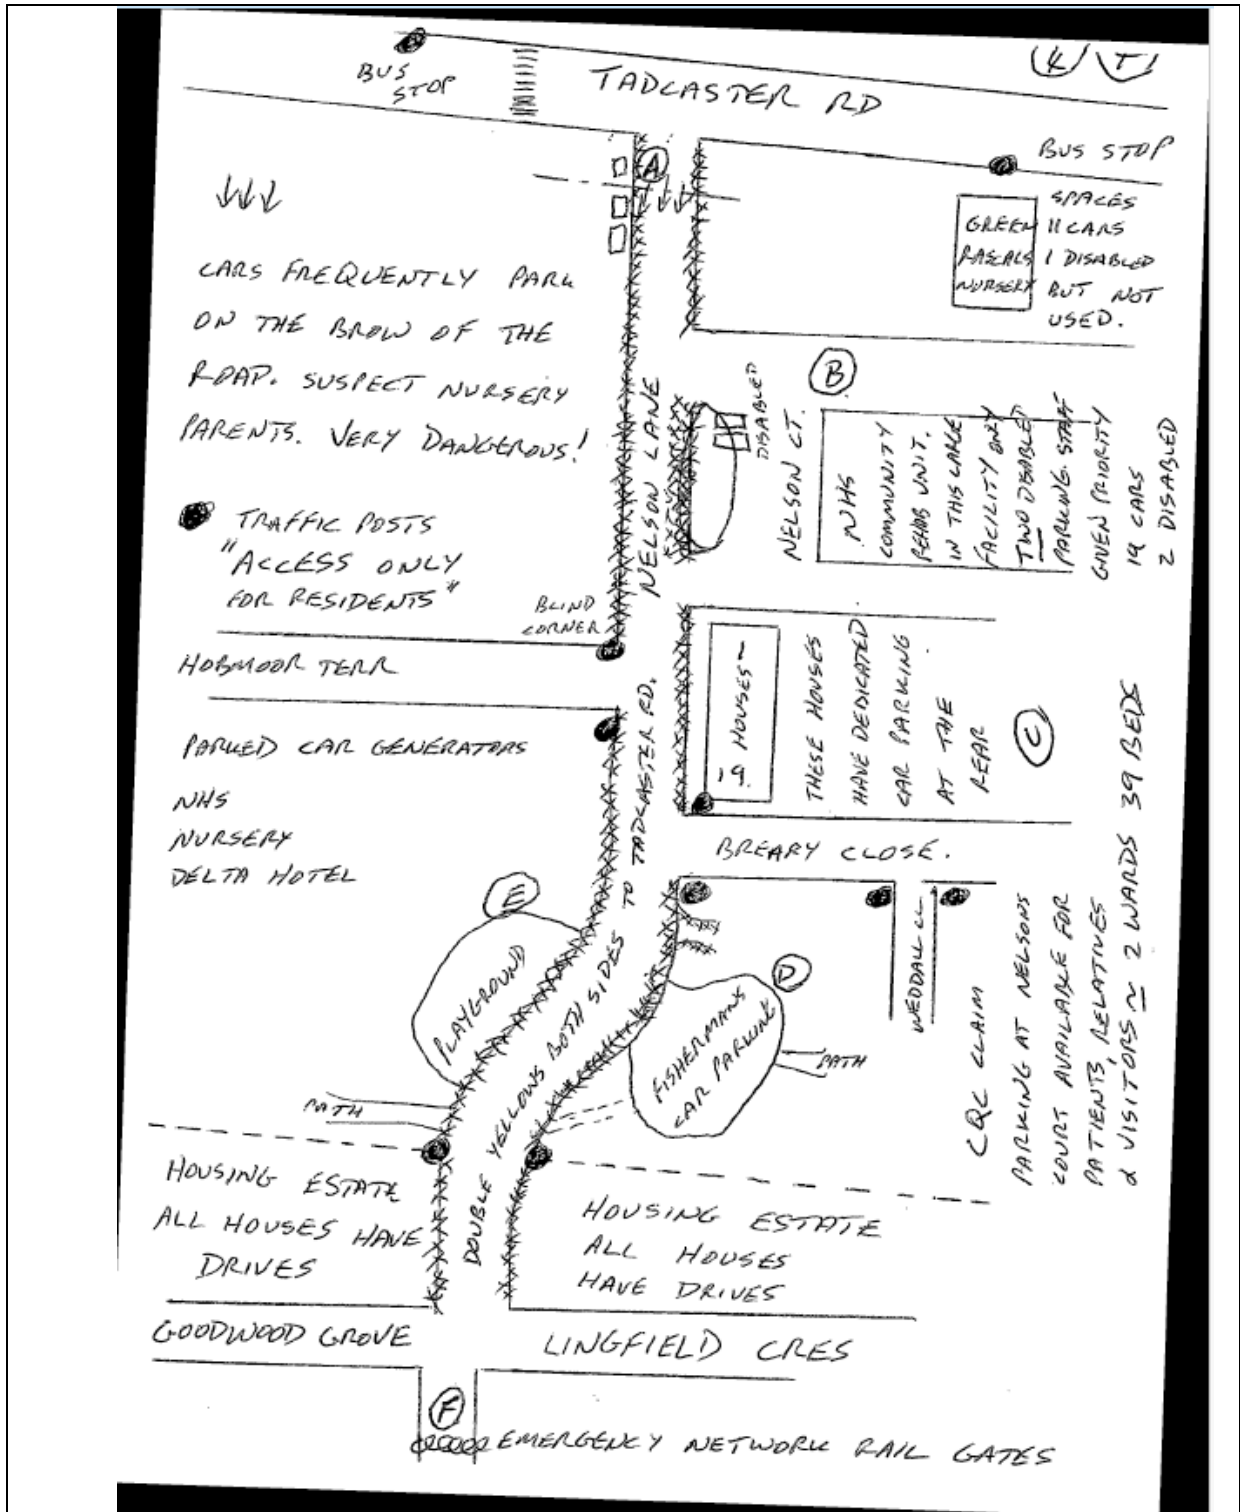 BUS
STOP
TADCASTER RD
4 T
BUS STOP
A
GREEN
RASCALS
NURSERY
SPACES
11 CARS
1 DISABLED
BUT NOT
USED.
CARS FREQUENTLY PARK
ON THE BROW OF THE
ROAD. SUSPECT NURSERY
PARENTS. VERY DANGEROUS!
NELSON LANE
DISABLED
B
NELSON CT.
NHS
COMMUNITY
REHAB UNIT.
IN THIS LARGE
FACILITY ONLY
TWO DISABLED
PARKING. STAFF
GIVEN PRIORITY
19 CARS
2 DISABLED
TRAFFIC POSTS
"ACCESS ONLY
FOR RESIDENTS"
BLIND
CORNER
HOBMOOR TERR
19 HOUSES -
THESE HOUSES
HAVE DEDICATED
CAR PARKING
AT THE
REAR
C
PARKED CAR GENERATORS
NHS
NURSERY
DELTA HOTEL
BREARY CLOSE.
WEDDALL CL
E
PLAYGROUND
D
FISHERMANS
CAR PARKING
PATH
PATH
DOUBLE YELLOWS BOTH SIDES TO TADCASTER RD.
CQC CLAIM
PARKING AT NELSONS
COURT AVAILABLE FOR
PATIENTS, RELATIVES
& VISITORS ~ 2 WARDS 39 BEDS
HOUSING ESTATE
ALL HOUSES HAVE
DRIVES
HOUSING ESTATE
ALL HOUSES
HAVE DRIVES
GOODWOOD GROVE
LINGFIELD CRES
F
EMERGENCY NETWORK RAIL GATES